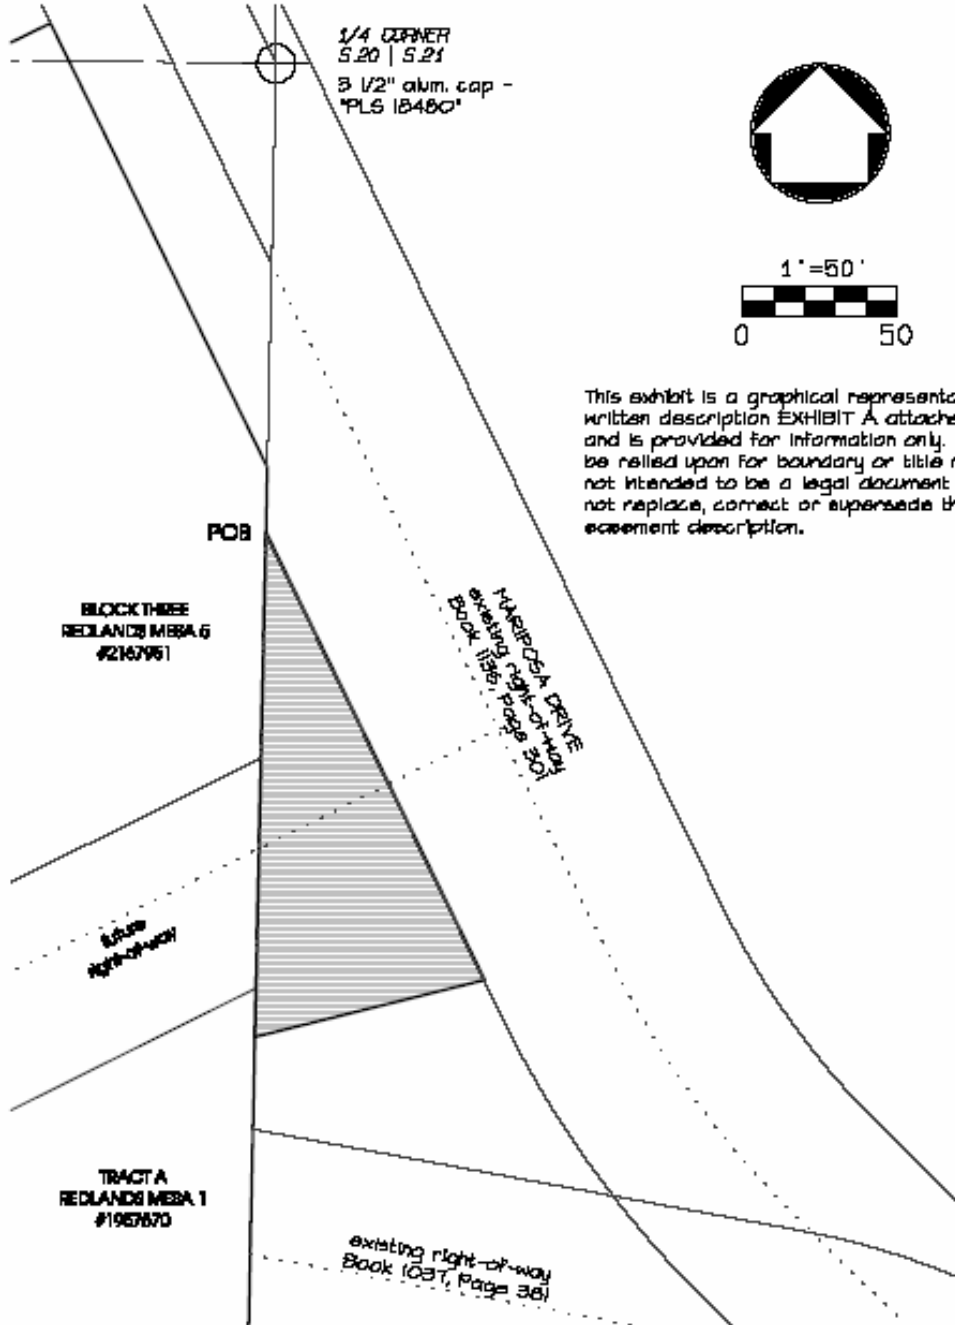 1/4 CORNER
S.20 | S.21
3 1/2" alum. cap -
"PLS 18480"
1"=50'
0 50
This exhibit is a graphical representa
written description EXHIBIT A attache
and is provided for information only.
be relied upon for boundary or title
not intended to be a legal document
not replace, correct or supersede th
easement description.
POB
BLOCK THREE
REDLANDS MESA 6
#2167951
MARIPOSA DRIVE
existing right-of-way
Book 1136, Page 301
future
right-of-way
TRACT A
REDLANDS MESA 1
#1957670
existing right-of-way
Book 1037, Page 381